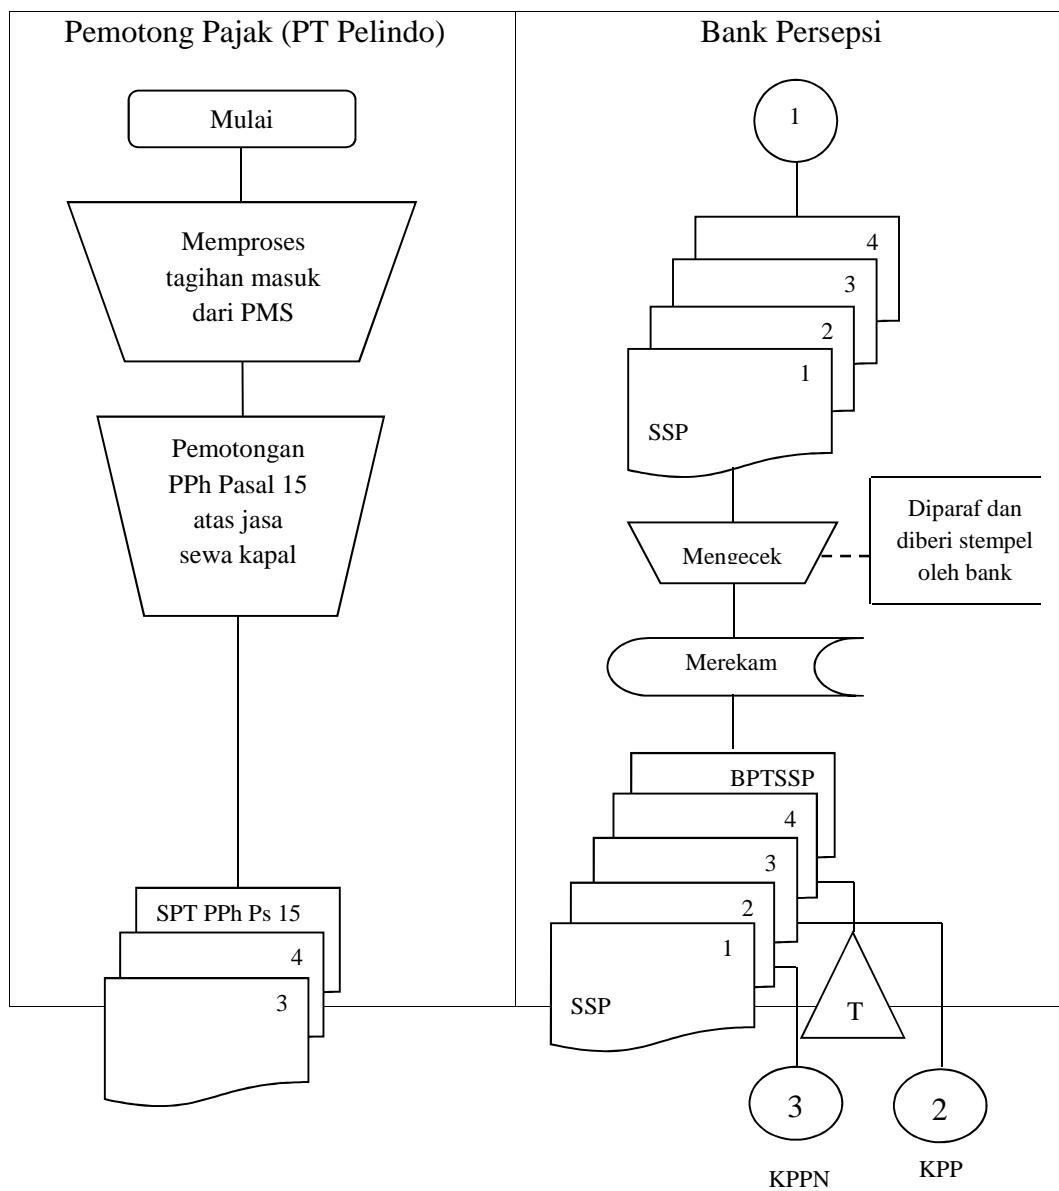 Pemotong Pajak (PT Pelindo)
Mulai
Memproses
tagihan masuk
dari PMS
Pemotongan
PPh Pasal 15
atas jasa
sewa kapal
SPT PPh Ps 15
4
3
Bank Persepsi
1
4
3
2
1
SSP
Mengecek
Diparaf dan
diberi stempel
oleh bank
Merekam
BPTSSP
4
3
2
1
SSP
T
3
2
KPPN
KPP